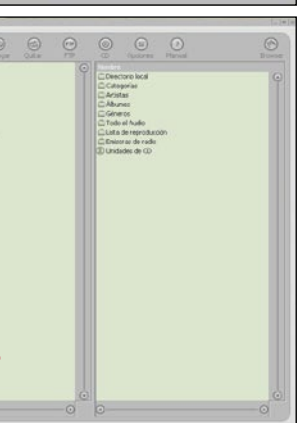 Quitar FTP CD Opciones Manual Browser
Nombre
Directorio local
Categorías
Artistas
Álbumes
Géneros
Todo el Audio
Lista de reproducción
Emisoras de radio
Unidades de CD